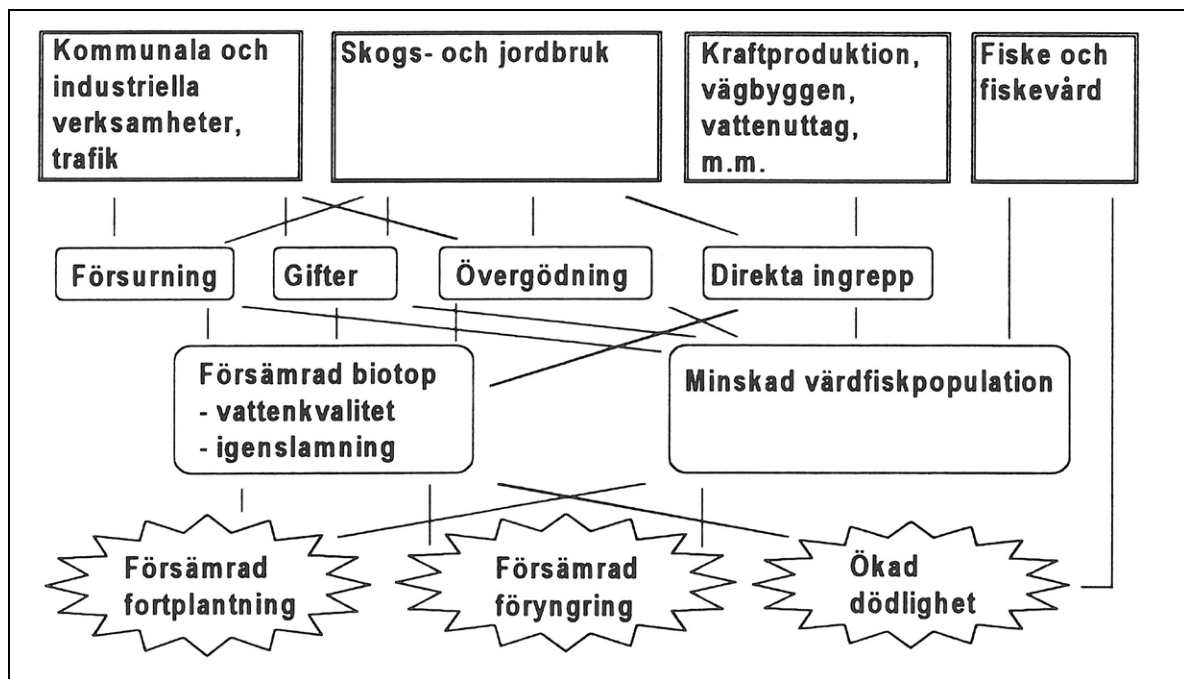 Kommunala och
industriella
verksamheter,
trafik
Skogs- och jordbruk
Kraftproduktion,
vägbyggen,
vattenuttag,
m.m.
Fiske och
fiskevård
Försurning
Gifter
Övergödning
Direkta ingrepp
Försämrad biotop
- vattenkvalitet
- igenslamning
Minskad värdfiskpopulation
Försämrad
fortplantning
Försämrad
föryngring
Ökad
dödlighet